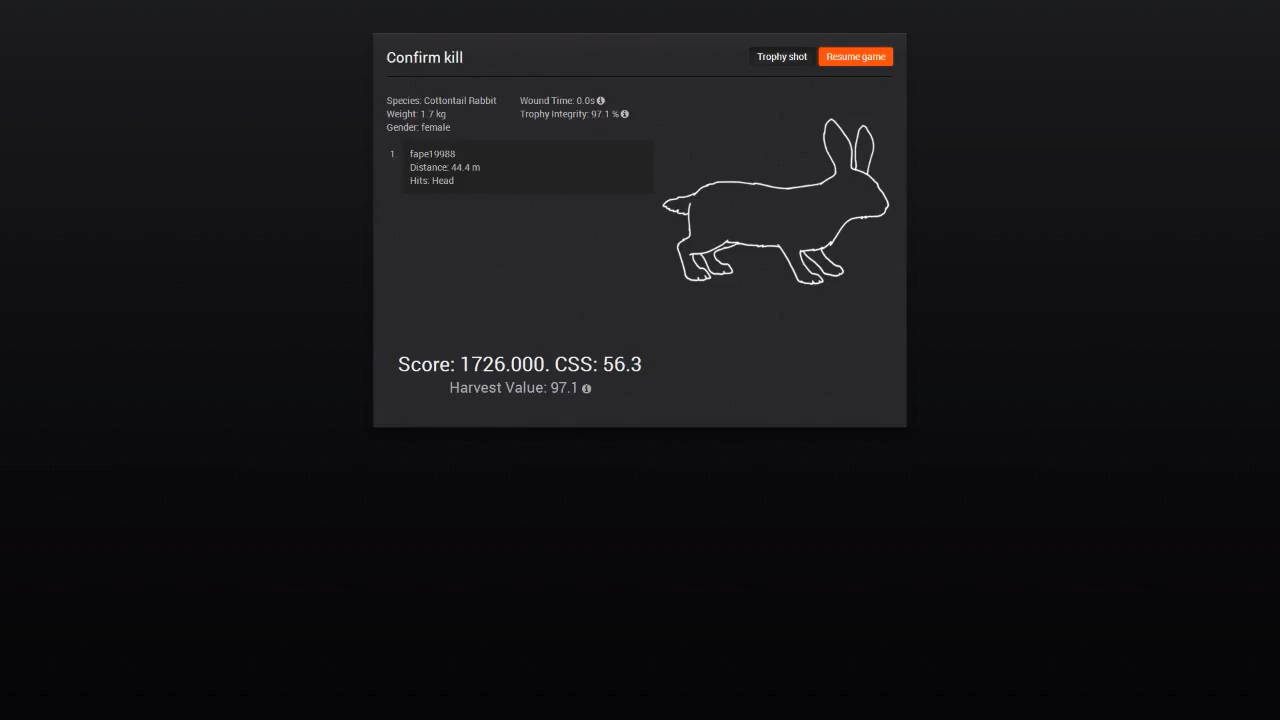 Confirm kill
Trophy shot
Resume game
Species: Cottontail Rabbit
Weight: 1.7 kg
Gender: female
Wound Time: 0.0s
Trophy Integrity: 97.1 %
1.
fape19988
Distance: 44.4 m
Hits: Head
Score: 1726.000. CSS: 56.3
Harvest Value: 97.1